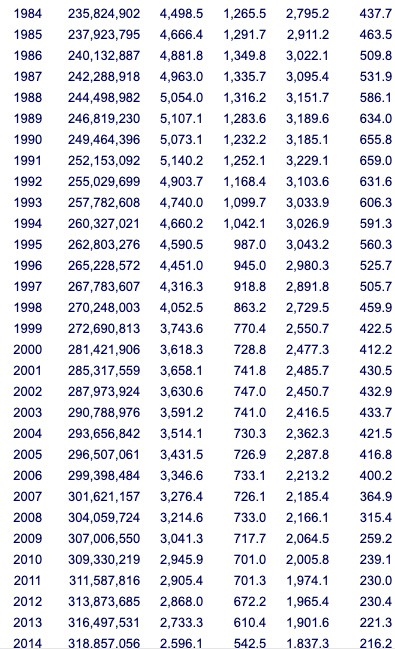 1984 235,824,902 4,498.5 1,265.5 2,795.2 437.7
1985 237,923,795 4,666.4 1,291.7 2,911.2 463.5
1986 240,132,887 4,881.8 1,349.8 3,022.1 509.8
1987 242,288,918 4,963.0 1,335.7 3,095.4 531.9
1988 244,498,982 5,054.0 1,316.2 3,151.7 586.1
1989 246,819,230 5,107.1 1,283.6 3,189.6 634.0
1990 249,464,396 5,073.1 1,232.2 3,185.1 655.8
1991 252,153,092 5,140.2 1,252.1 3,229.1 659.0
1992 255,029,699 4,903.7 1,168.4 3,103.6 631.6
1993 257,782,608 4,740.0 1,099.7 3,033.9 606.3
1994 260,327,021 4,660.2 1,042.1 3,026.9 591.3
1995 262,803,276 4,590.5 987.0 3,043.2 560.3
1996 265,228,572 4,451.0 945.0 2,980.3 525.7
1997 267,783,607 4,316.3 918.8 2,891.8 505.7
1998 270,248,003 4,052.5 863.2 2,729.5 459.9
1999 272,690,813 3,743.6 770.4 2,550.7 422.5
2000 281,421,906 3,618.3 728.8 2,477.3 412.2
2001 285,317,559 3,658.1 741.8 2,485.7 430.5
2002 287,973,924 3,630.6 747.0 2,450.7 432.9
2003 290,788,976 3,591.2 741.0 2,416.5 433.7
2004 293,656,842 3,514.1 730.3 2,362.3 421.5
2005 296,507,061 3,431.5 726.9 2,287.8 416.8
2006 299,398,484 3,346.6 733.1 2,213.2 400.2
2007 301,621,157 3,276.4 726.1 2,185.4 364.9
2008 304,059,724 3,214.6 733.0 2,166.1 315.4
2009 307,006,550 3,041.3 717.7 2,064.5 259.2
2010 309,330,219 2,945.9 701.0 2,005.8 239.1
2011 311,587,816 2,905.4 701.3 1,974.1 230.0
2012 313,873,685 2,868.0 672.2 1,965.4 230.4
2013 316,497,531 2,733.3 610.4 1,901.6 221.3
2014 318,857,056 2,596.1 542.5 1,837.3 216.2